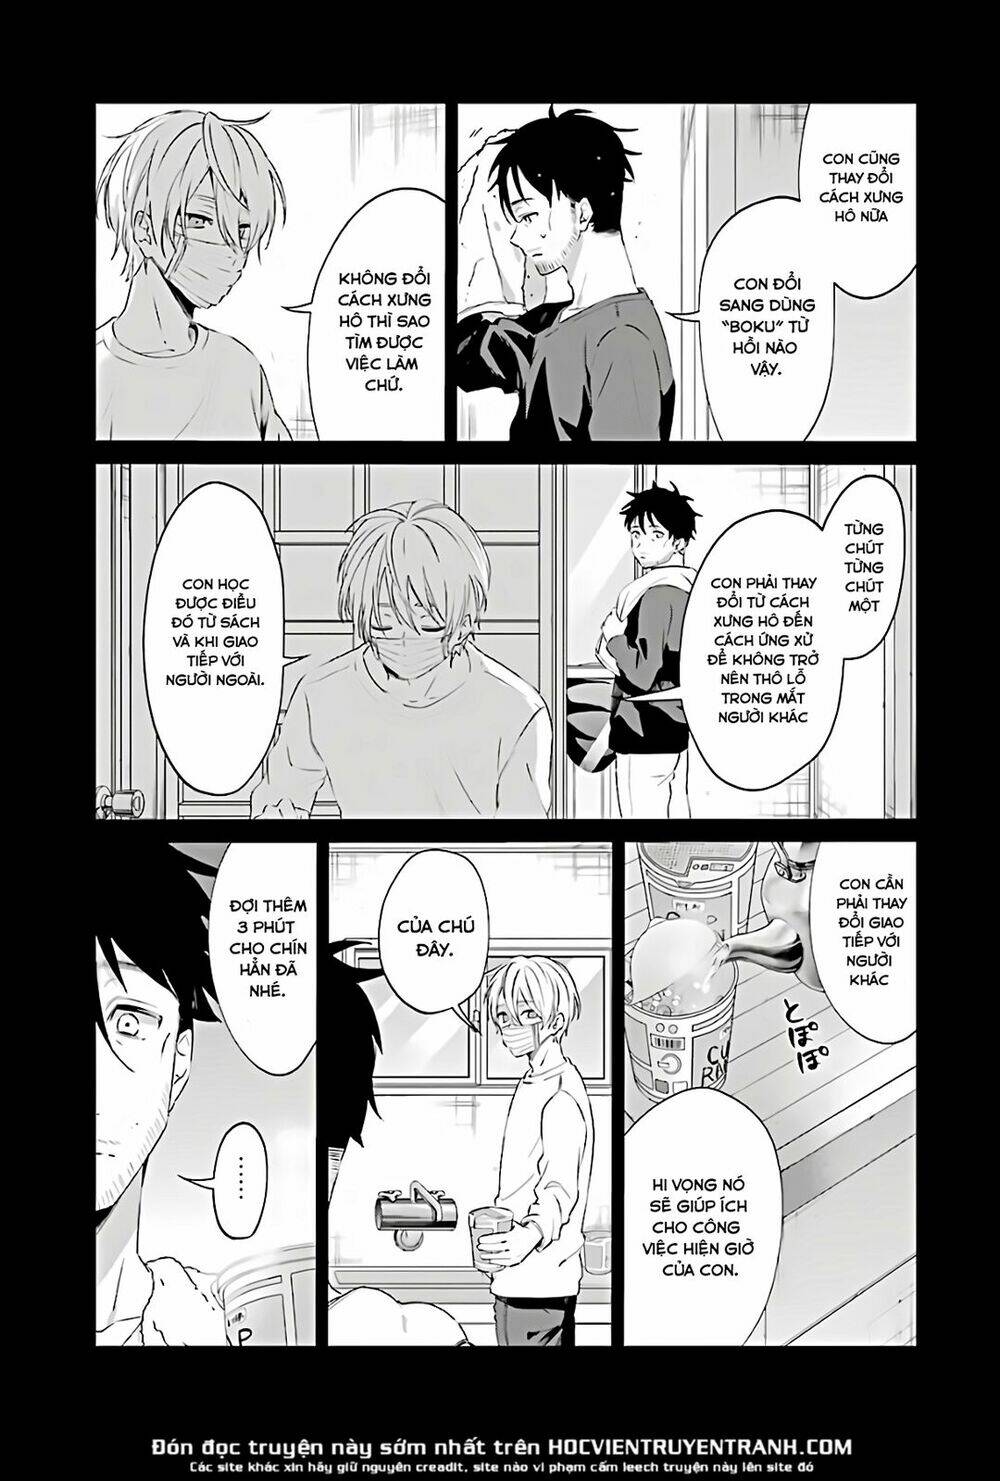 CON CŨNG
THAY ĐỔI
CÁCH XƯNG
HÔ NỮA
CON ĐỔI
SANG DÙNG
"BOKU" TỪ
HỒI NÀO
VẬY.
KHÔNG ĐỔI
CÁCH XƯNG
HÔ THÌ SAO
TÌM ĐƯỢC
VIỆC LÀM
CHỨ.
TỪNG
CHÚT
TỪNG
CHÚT
MỘT
CON PHẢI THAY
ĐỔI TỪ CÁCH
XƯNG HÔ ĐẾN
CÁCH ỨNG XỬ
ĐỂ KHÔNG TRỞ
NÊN THÔ LỖ
TRONG MẮT
NGƯỜI KHÁC
CON HỌC
ĐƯỢC ĐIỀU
ĐÓ TỪ SÁCH
VÀ KHI GIAO
TIẾP VỚI
NGƯỜI NGOÀI.
CON CẦN
PHẢI THAY
ĐỔI GIAO
TIẾP VỚI
NGƯỜI
KHÁC
とぽぽぽ
CU
RA
HI VỌNG NÓ
SẼ GIÚP ÍCH
CHO CÔNG
VIỆC HIỆN GIỜ
CỦA CON.
CỦA CHÚ
ĐÂY.
ĐỢI THÊM
3 PHÚT
CHO CHÍN
HẲN ĐÃ
NHÉ.
......
P
Đón đọc truyện này sớm nhất trên HOCVIENTRUYENTRANH.COM
Các site khác xin hãy giữ nguyên creadit, site nào vi phạm cấm leech truyện này lên site đó